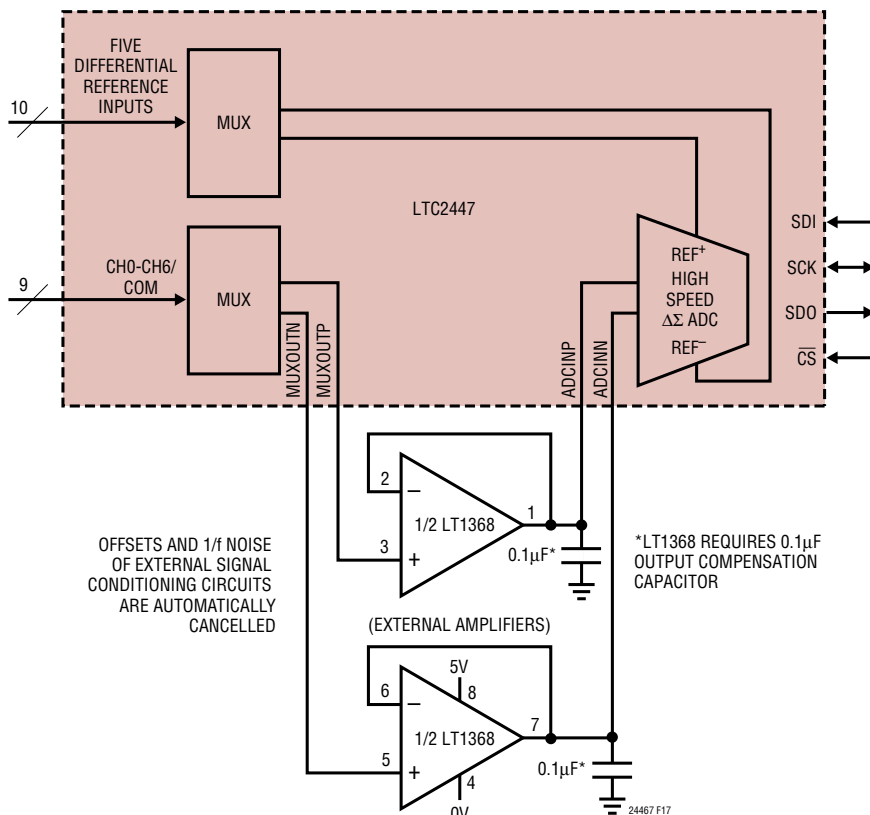 FIVE
DIFFERENTIAL
REFERENCE
INPUTS
10
MUX
LTC2447
CH0-CH6/
COM
9
MUX
MUXOUTN
MUXOUTP
REF+
HIGH
SPEED
ΔΣ ADC
REF–
ADCINP
ADCINN
SDI
SCK
SDO
CS
2
–
1/2 LT1368
1
3
+
0.1µF*
*LT1368 REQUIRES 0.1µF
OUTPUT COMPENSATION
CAPACITOR
OFFSETS AND 1/f NOISE
OF EXTERNAL SIGNAL
CONDITIONING CIRCUITS
ARE AUTOMATICALLY
CANCELLED
(EXTERNAL AMPLIFIERS)
5V
8
6
–
1/2 LT1368
7
5
+
4
0V
0.1µF*
24467 F17